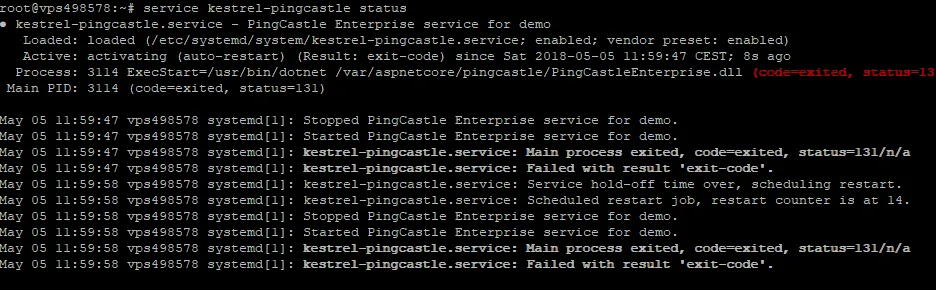 root@vps498578:~# service kestrel-pingcastle status
● kestrel-pingcastle.service - PingCastle Enterprise service for demo
   Loaded: loaded (/etc/systemd/system/kestrel-pingcastle.service; enabled; vendor preset: enabled)
   Active: activating (auto-restart) (Result: exit-code) since Sat 2018-05-05 11:59:47 CEST; 8s ago
  Process: 3114 ExecStart=/usr/bin/dotnet /var/aspnetcore/pingcastle/PingCastleEnterprise.dll (code=exited, status=13
 Main PID: 3114 (code=exited, status=131)

May 05 11:59:47 vps498578 systemd[1]: Stopped PingCastle Enterprise service for demo.
May 05 11:59:47 vps498578 systemd[1]: Started PingCastle Enterprise service for demo.
May 05 11:59:47 vps498578 systemd[1]: kestrel-pingcastle.service: Main process exited, code=exited, status=131/n/a
May 05 11:59:47 vps498578 systemd[1]: kestrel-pingcastle.service: Failed with result 'exit-code'.
May 05 11:59:58 vps498578 systemd[1]: kestrel-pingcastle.service: Service hold-off time over, scheduling restart.
May 05 11:59:58 vps498578 systemd[1]: kestrel-pingcastle.service: Scheduled restart job, restart counter is at 14.
May 05 11:59:58 vps498578 systemd[1]: Stopped PingCastle Enterprise service for demo.
May 05 11:59:58 vps498578 systemd[1]: Started PingCastle Enterprise service for demo.
May 05 11:59:58 vps498578 systemd[1]: kestrel-pingcastle.service: Main process exited, code=exited, status=131/n/a
May 05 11:59:58 vps498578 systemd[1]: kestrel-pingcastle.service: Failed with result 'exit-code'.